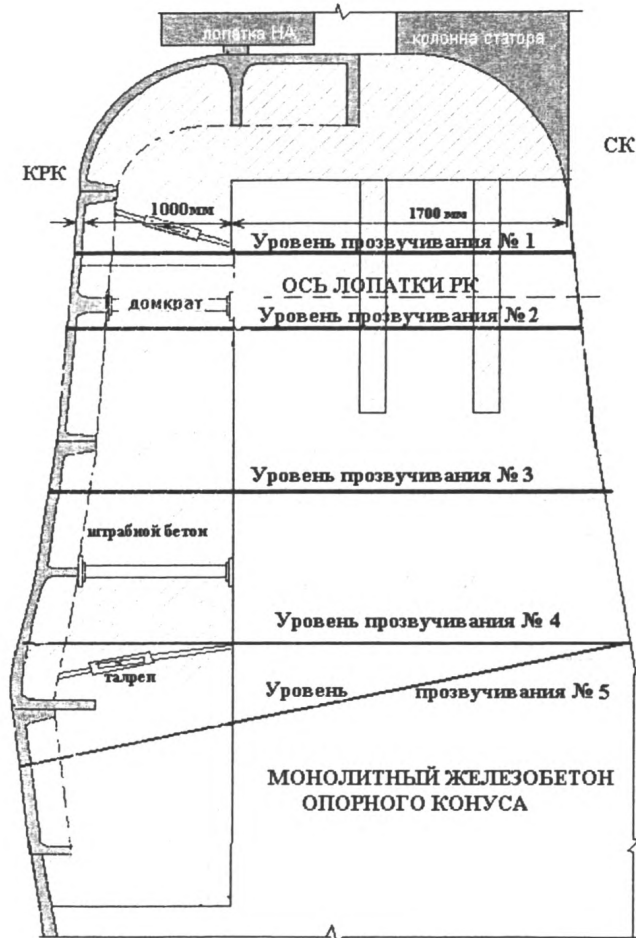 лопатка НА
колонна статора
КРК
СК
1000мм
1700 мм
Уровень прозвучивания № 1
ОСЬ ЛОПАТКИ РК
домкрат
Уровень прозвучивания №2
Уровень прозвучивания № 3
штрабной бетон
Уровень прозвучивания № 4
талреп
Уровень прозвучивания № 5
МОНОЛИТНЫЙ ЖЕЛЕЗОБЕТОН
ОПОРНОГО КОНУСА